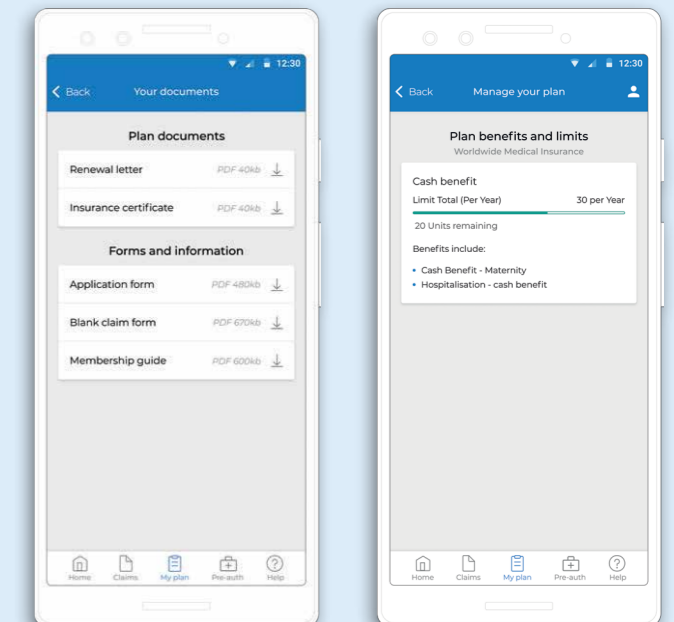 12:30
Back Your documents
Plan documents
Renewal letter PDF 40kb
Insurance certificate PDF 40kb
Forms and information
Application form PDF 480kb
Blank claim form PDF 670kb
Membership guide PDF 600kb
Home Claims My plan Pre-auth Help
12:30
Back Manage your plan
Plan benefits and limits
Worldwide Medical Insurance
Cash benefit
Limit Total (Per Year) 30 per Year
20 Units remaining
Benefits include:
• Cash Benefit - Maternity
• Hospitalisation - cash benefit
Home Claims My plan Pre-auth Help